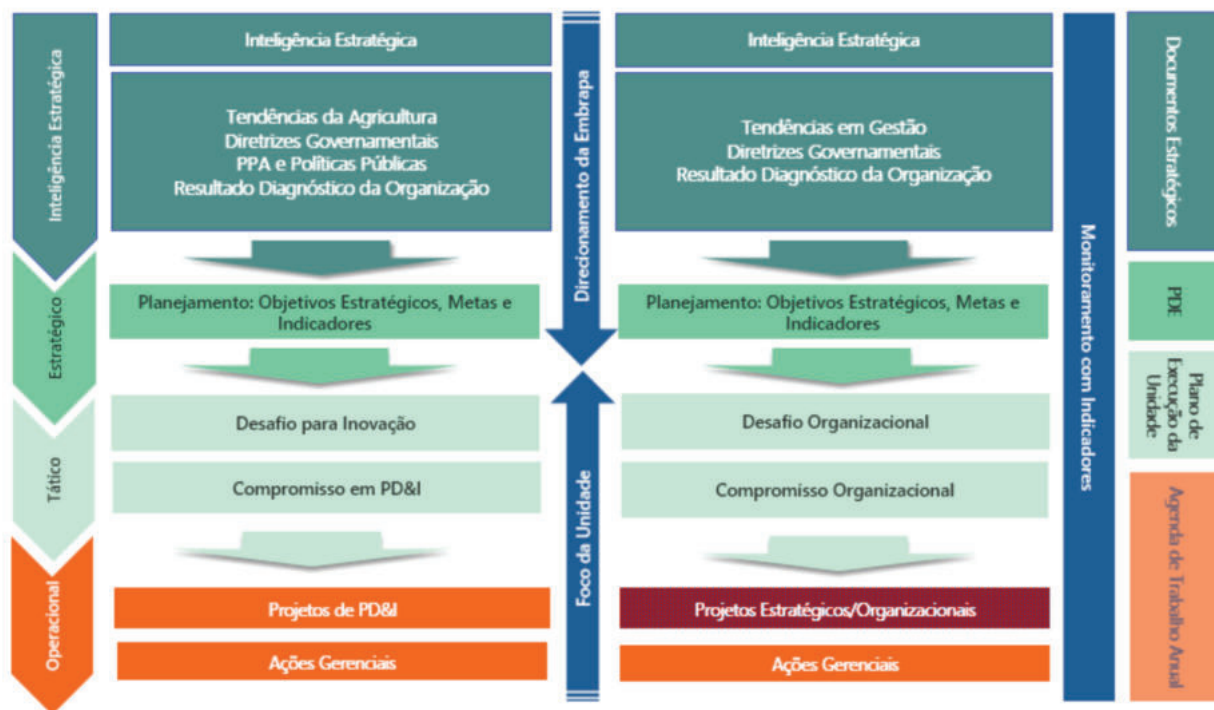 Inteligência Estratégica
Estratégico
Tático
Operacional
Inteligência Estratégica
Tendências da Agricultura
Diretrizes Governamentais
PPA e Políticas Públicas
Resultado Diagnóstico da Organização
Planejamento: Objetivos Estratégicos, Metas e
Indicadores
Desafio para Inovação
Compromisso em PD&I
Projetos de PD&I
Ações Gerenciais
Direcionamento da Embrapa
Foco da Unidade
Inteligência Estratégica
Tendências em Gestão
Diretrizes Governamentais
Resultado Diagnóstico da Organização
Planejamento: Objetivos Estratégicos, Metas e
Indicadores
Desafio Organizacional
Compromisso Organizacional
Projetos Estratégicos/Organizacionais
Ações Gerenciais
Monitoramento com Indicadores
Documentos Estratégicos
PDE
Plano de
Execução da
Unidade
Agenda de Trabalho Anual